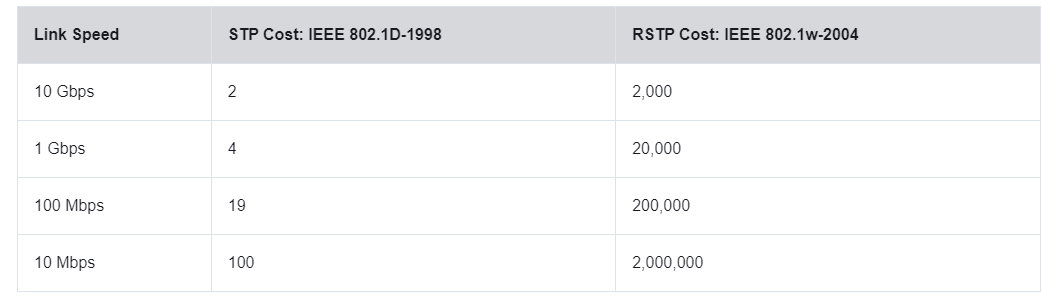 Link Speed STP Cost: IEEE 802.1D-1998 RSTP Cost: IEEE 802.1w-2004
10 Gbps 2 2,000
1 Gbps 4 20,000
100 Mbps 19 200,000
10 Mbps 100 2,000,000